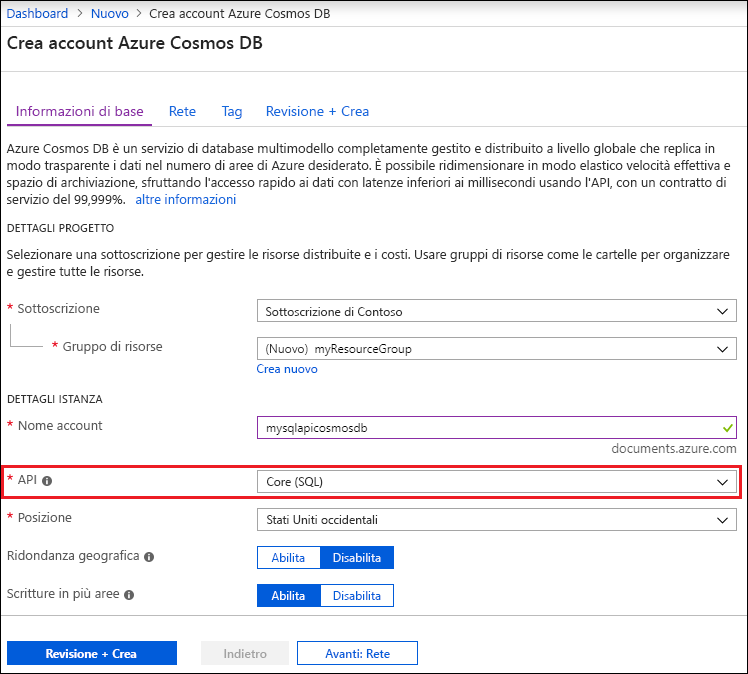 Dashboard > Nuovo > Crea account Azure Cosmos DB
Crea account Azure Cosmos DB
Informazioni di base Rete Tag Revisione + Crea
Azure Cosmos DB è un servizio di database multimodello completamente gestito e distribuito a livello globale che replica in
modo trasparente i dati nel numero di aree di Azure desiderato. È possibile ridimensionare in modo elastico velocità effettiva e
spazio di archiviazione, sfruttando l'accesso rapido ai dati con latenze inferiori ai millisecondi usando l'API, con un contratto di
servizio del 99,999%. altre informazioni
DETTAGLI PROGETTO
Selezionare una sottoscrizione per gestire le risorse distribuite e i costi. Usare gruppi di risorse come le cartelle per organizzare
e gestire tutte le risorse.
* Sottoscrizione Sottoscrizione di Contoso
* Gruppo di risorse (Nuovo) myResourceGroup
Crea nuovo
DETTAGLI ISTANZA
* Nome account mysqlapicosmosdb
documents.azure.com
* API Core (SQL)
* Posizione Stati Uniti occidentali
Ridondanza geografica Abilita Disabilita
Scritture in più aree Abilita Disabilita
Revisione + Crea Indietro Avanti: Rete